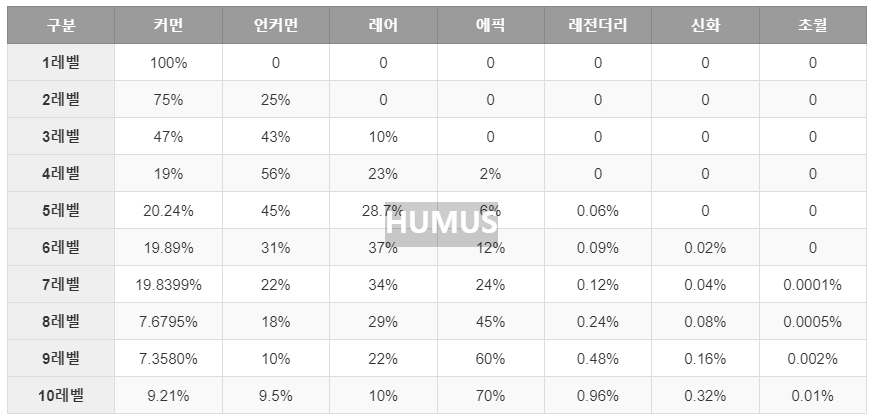 구분 커먼 언커먼 레어 에픽 레전더리 신화 초월
1레벨 100% 0 0 0 0 0 0
2레벨 75% 25% 0 0 0 0 0
3레벨 47% 43% 10% 0 0 0 0
4레벨 19% 56% 23% 2% 0 0 0
5레벨 20.24% 45% 28.7% 6% 0.06% 0 0
HUMUS
6레벨 19.89% 31% 37% 12% 0.09% 0.02% 0
7레벨 19.8399% 22% 34% 24% 0.12% 0.04% 0.0001%
8레벨 7.6795% 18% 29% 45% 0.24% 0.08% 0.0005%
9레벨 7.3580% 10% 22% 60% 0.48% 0.16% 0.002%
10레벨 9.21% 9.5% 10% 70% 0.96% 0.32% 0.01%